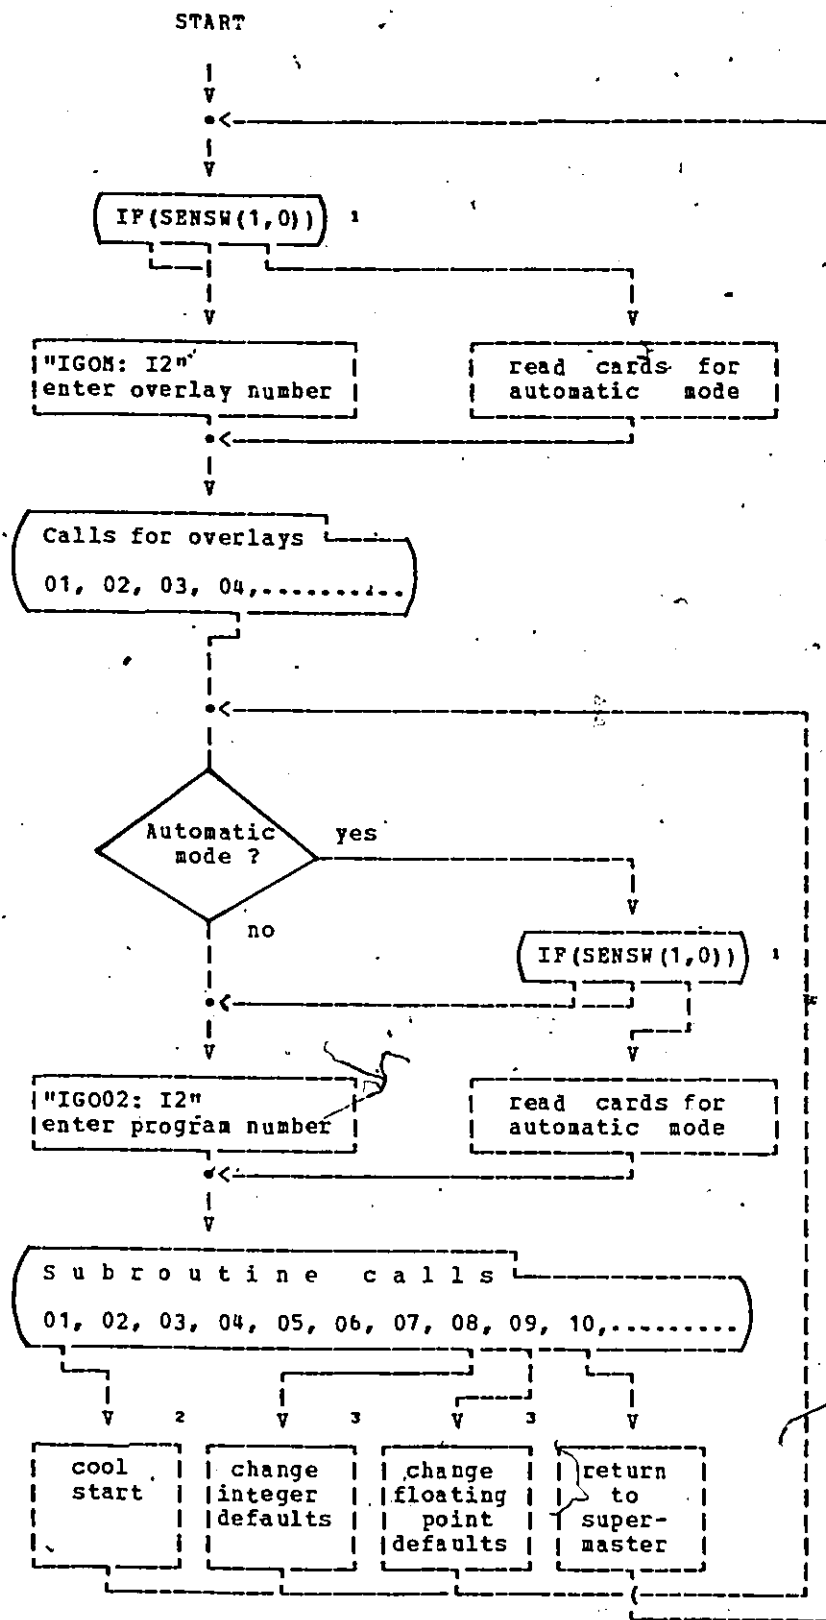 START
IF(SENSW(1,0)) 1
"IGOM: I2"
enter overlay number
read cards for
automatic mode
Calls for overlays
01, 02, 03, 04,..........
Automatic
mode ?
yes
no
IF(SENSW(1,0)) 1
"IGO02: I2"
enter program number
read cards for
automatic mode
Subroutine calls
01, 02, 03, 04, 05, 06, 07, 08, 09, 10,.........
2
3
3
cool
start
change
integer
defaults
change
floating
point
defaults
return
to
super-
master